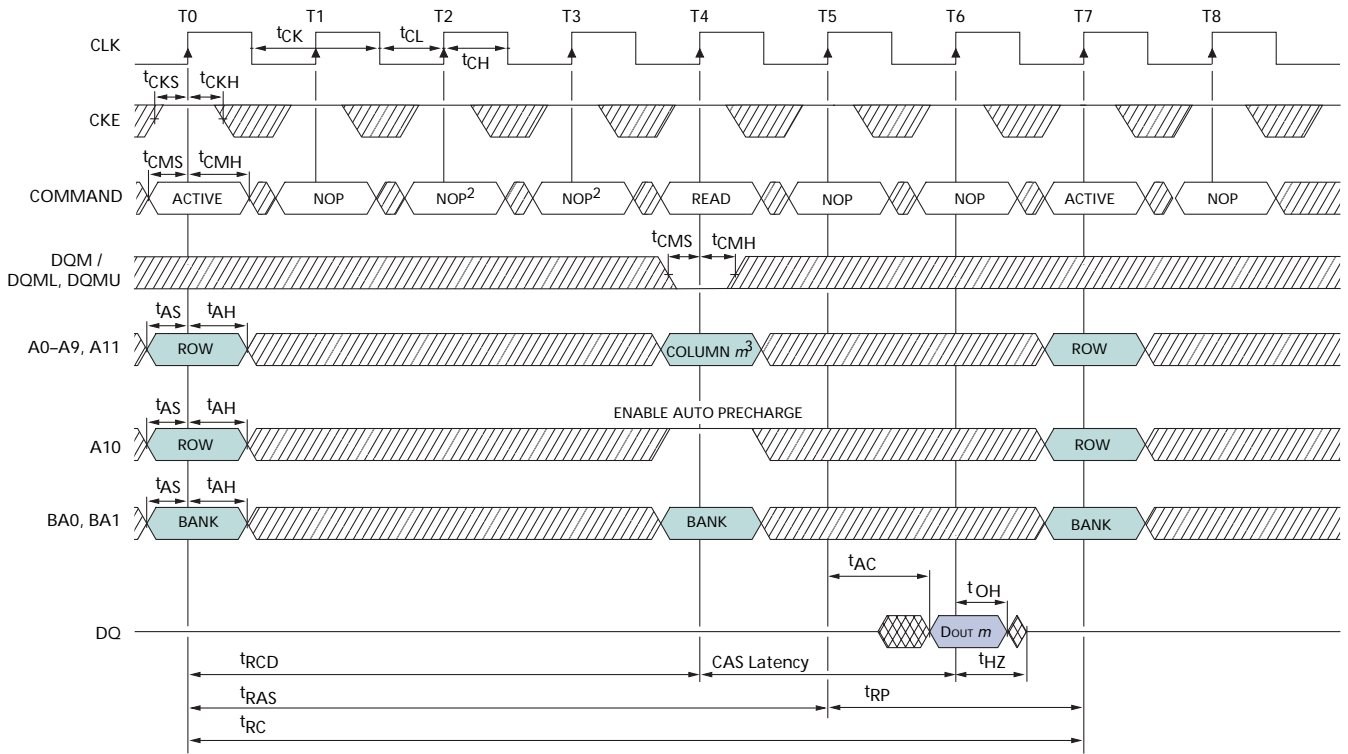 T0 T1 T2 T3 T4 T5 T6 T7 T8
CLK
tCK tCL
tCH
tCKS tCKH
CKE
tCMS tCMH
COMMAND ACTIVE NOP NOP2 NOP2 READ NOP NOP ACTIVE NOP
tCMS tCMH
DQM /
DQML, DQMU
tAS tAH
A0–A9, A11 ROW COLUMN m3 ROW
tAS tAH
ENABLE AUTO PRECHARGE
A10 ROW ROW
tAS tAH
BA0, BA1 BANK BANK BANK
tAC
tOH
DQ DOUT m
tRCD CAS Latency tHZ
tRAS tRP
tRC